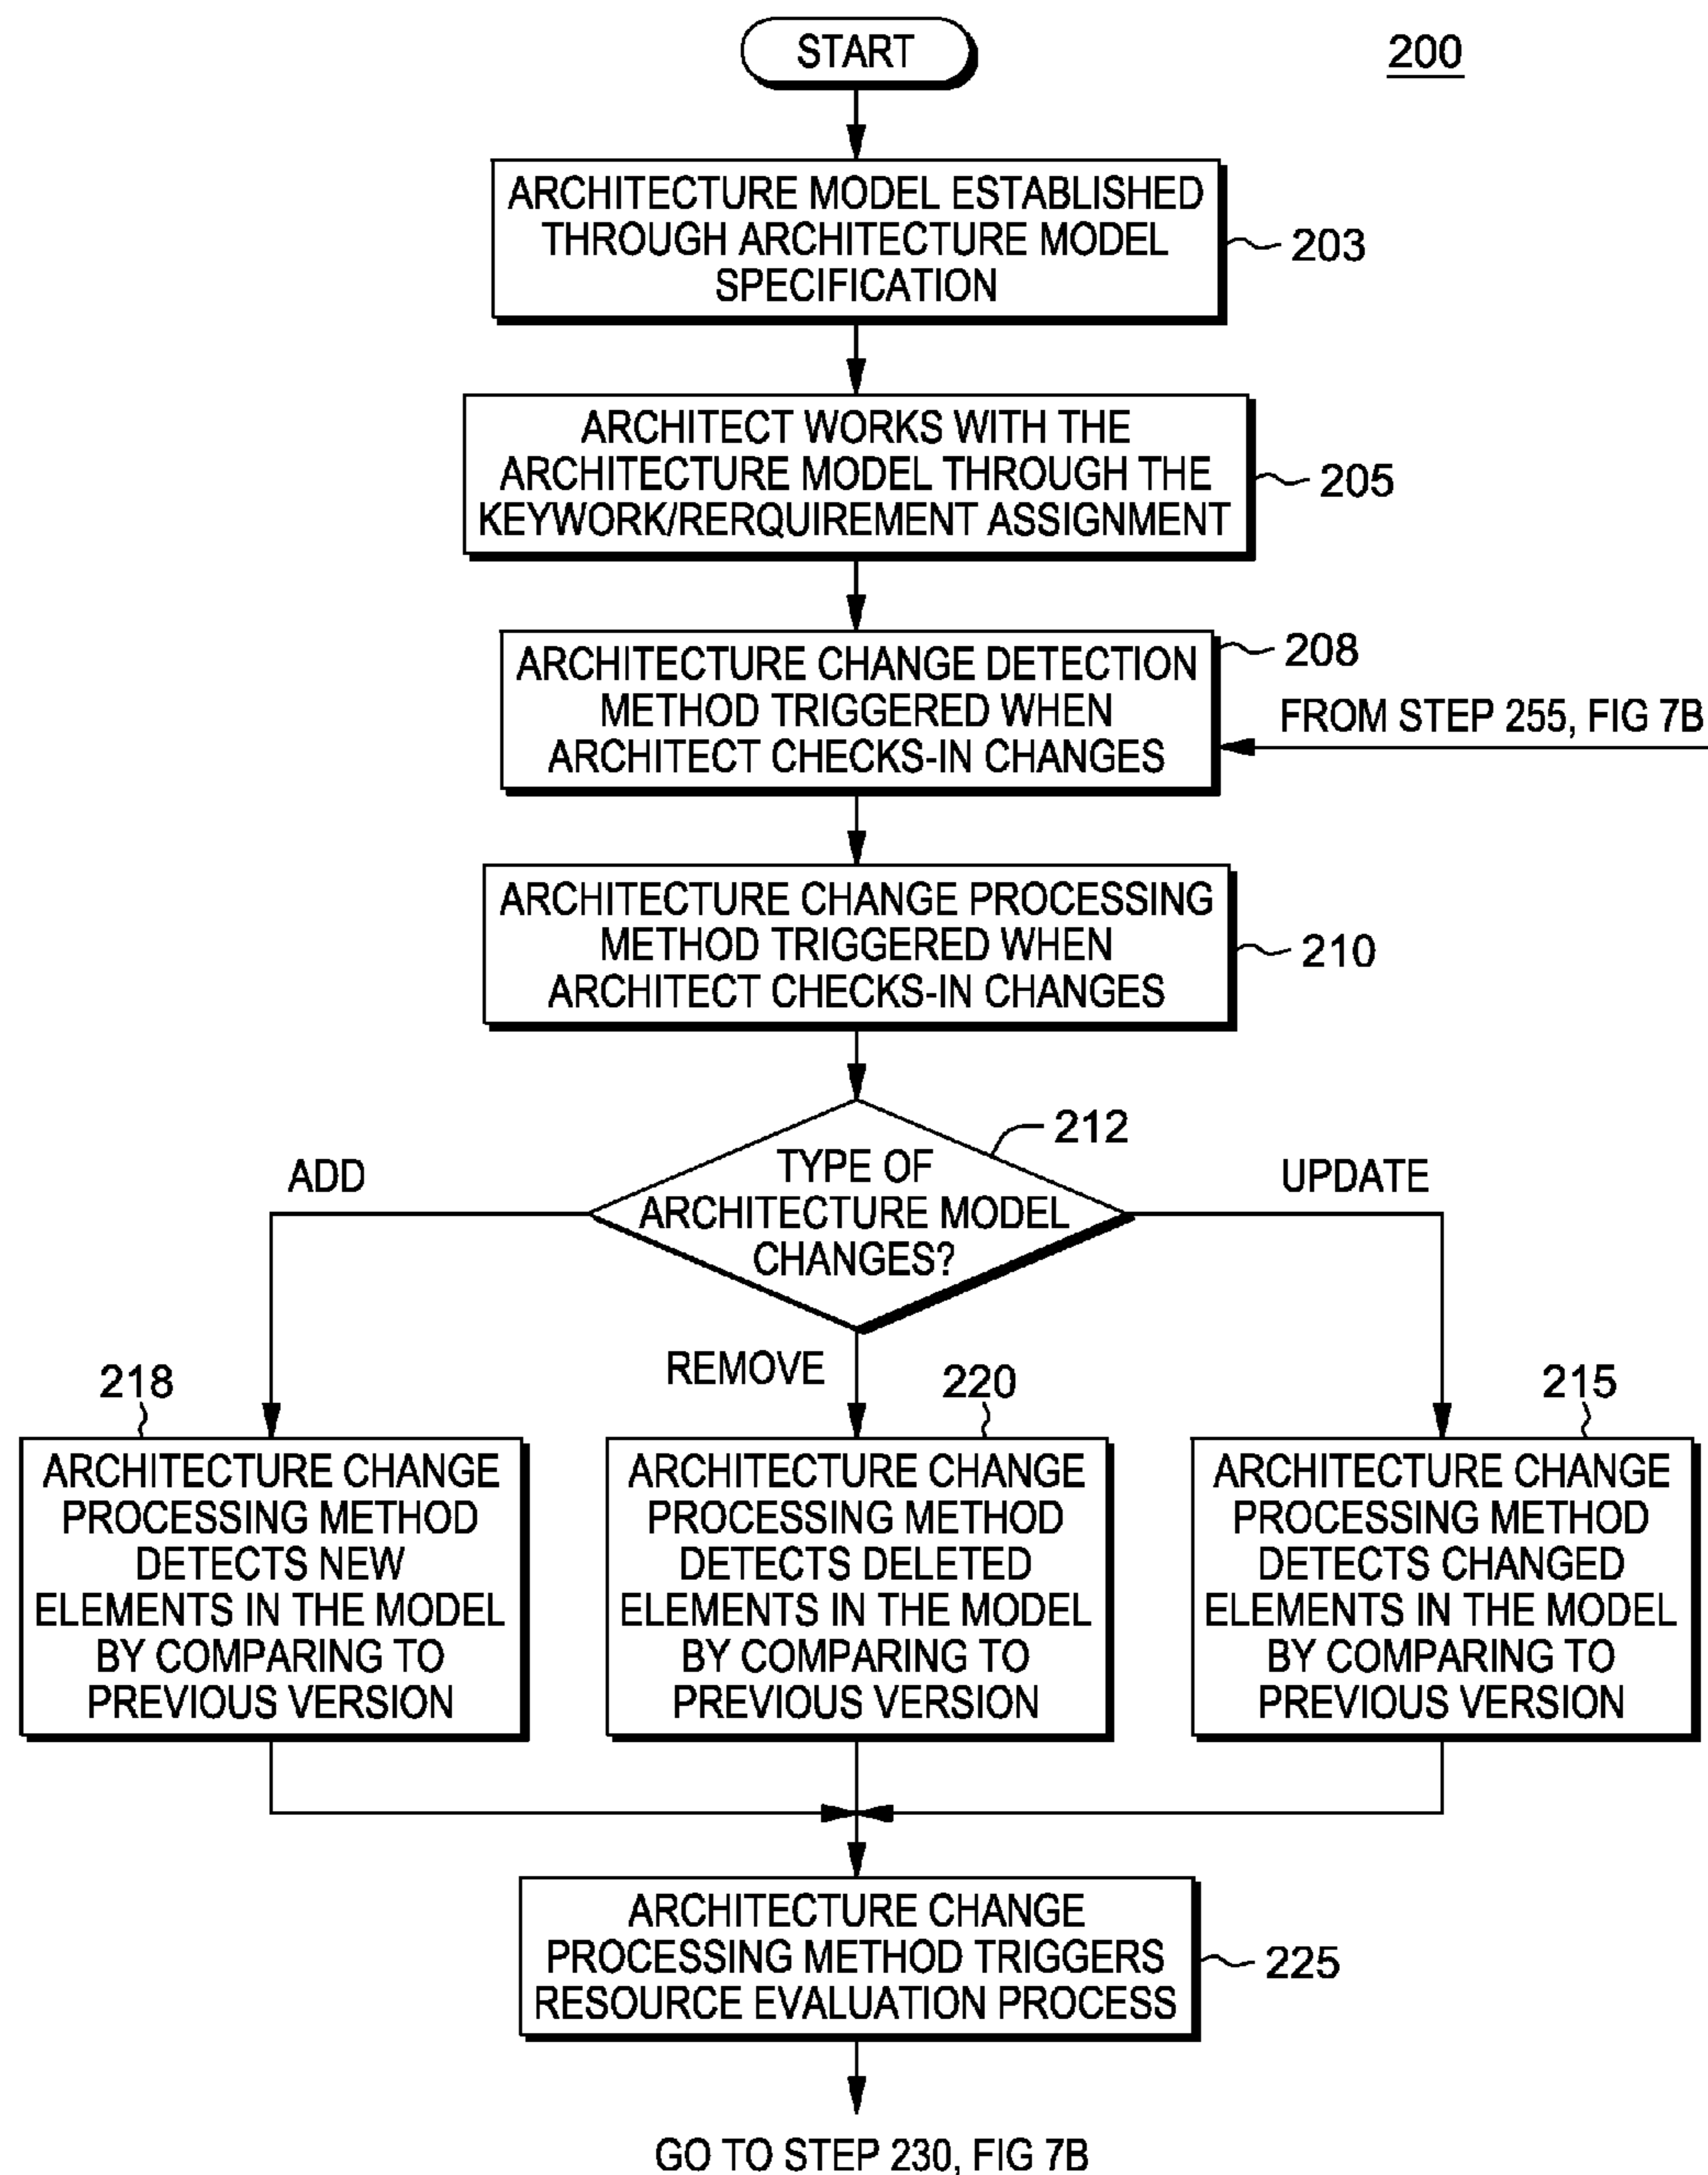 START
200
ARCHITECTURE MODEL ESTABLISHED
THROUGH ARCHITECTURE MODEL
SPECIFICATION
203
ARCHITECT WORKS WITH THE
ARCHITECTURE MODEL THROUGH THE
KEYWORK/RERQUIREMENT ASSIGNMENT
205
ARCHITECTURE CHANGE DETECTION
METHOD TRIGGERED WHEN
ARCHITECT CHECKS-IN CHANGES
208
FROM STEP 255, FIG 7B
ARCHITECTURE CHANGE PROCESSING
METHOD TRIGGERED WHEN
ARCHITECT CHECKS-IN CHANGES
210
TYPE OF
ARCHITECTURE MODEL
CHANGES?
212
ADD
REMOVE
UPDATE
218
ARCHITECTURE CHANGE
PROCESSING METHOD
DETECTS NEW
ELEMENTS IN THE MODEL
BY COMPARING TO
PREVIOUS VERSION
220
ARCHITECTURE CHANGE
PROCESSING METHOD
DETECTS DELETED
ELEMENTS IN THE MODEL
BY COMPARING TO
PREVIOUS VERSION
215
ARCHITECTURE CHANGE
PROCESSING METHOD
DETECTS CHANGED
ELEMENTS IN THE MODEL
BY COMPARING TO
PREVIOUS VERSION
ARCHITECTURE CHANGE
PROCESSING METHOD TRIGGERS
RESOURCE EVALUATION PROCESS
225
GO TO STEP 230, FIG 7B